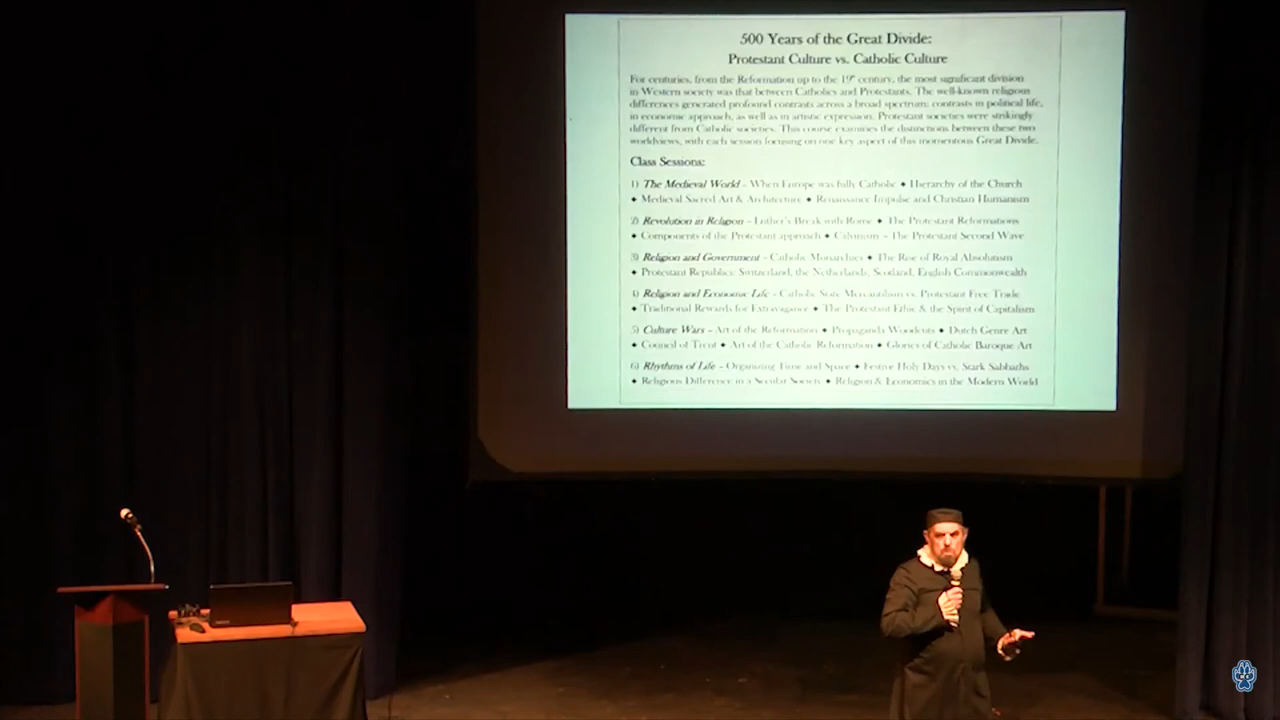 500 Years of the Great Divide:
Protestant Culture vs. Catholic Culture
For centuries, from the Reformation up to the 19th century, the most significant division
in Western society was that between Catholics and Protestants. The well-known religious
differences generated profound contrasts across a broad spectrum: contrasts in political life,
in economic approach, as well as in artistic expression. Protestant societies were strikingly
different from Catholic societies. This course examines the distinctions between these two
worldviews, with each session focusing on one key aspect of this momentous Great Divide.
Class Sessions:
1) The Medieval World – When Europe was fully Catholic ♦ Hierarchy of the Church
♦ Medieval Sacred Art & Architecture ♦ Renaissance Impulse and Christian Humanism
2) Revolution in Religion – Luther's Break with Rome ♦ The Protestant Reformations
♦ Components of the Protestant approach ♦ Calvinism – The Protestant Second Wave
3) Religion and Government – Catholic Monarchies ♦ The Rise of Royal Absolutism
♦ Protestant Republics: Switzerland, the Netherlands, Scotland, English Commonwealth
4) Religion and Economic Life – Catholic State Mercantilism vs. Protestant Free Trade
♦ Traditional Rewards for Extravagance ♦ The Protestant Ethic & the Spirit of Capitalism
5) Culture Wars – Art of the Reformation ♦ Propaganda Woodcuts ♦ Dutch Genre Art
♦ Council of Trent ♦ Art of the Catholic Reformation ♦ Glories of Catholic Baroque Art
6) Rhythms of Life – Organizing Time and Space ♦ Festive Holy Days vs. Stark Sabbaths
♦ Religious Difference in a Secular Society ♦ Religion & Economics in the Modern World